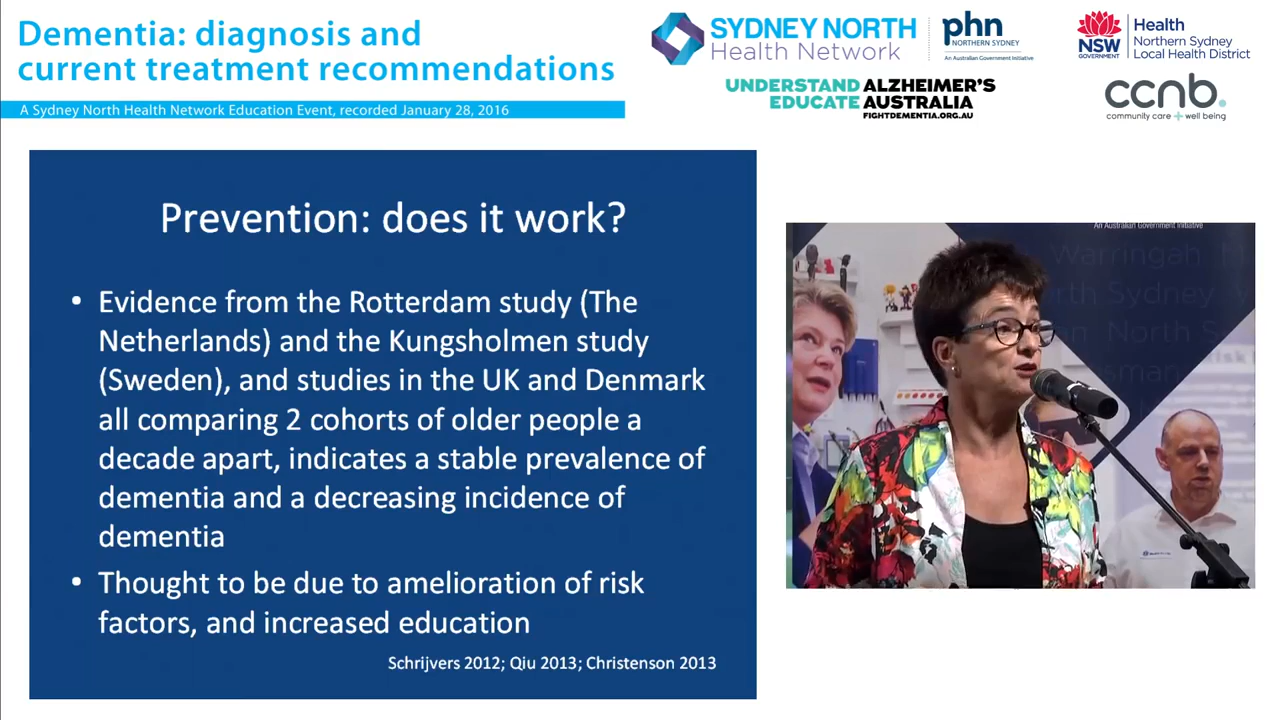 Dementia: diagnosis and
current treatment recommendations
A Sydney North Health Network Education Event, recorded January 28, 2016
SYDNEY NORTH
Health Network
phn
NORTHERN SYDNEY
An Australian Government Initiative
NSW
GOVERNMENT
Health
Northern Sydney
Local Health District
UNDERSTAND ALZHEIMER'S
EDUCATE AUSTRALIA
FIGHTDEMENTIA.ORG.AU
ccnb.
community care + well being
Prevention: does it work?
• Evidence from the Rotterdam study (The
Netherlands) and the Kungsholmen study
(Sweden), and studies in the UK and Denmark
all comparing 2 cohorts of older people a
decade apart, indicates a stable prevalence of
dementia and a decreasing incidence of
dementia
• Thought to be due to amelioration of risk
factors, and increased education
Schrijvers 2012; Qiu 2013; Christenson 2013
An Australian Government Initiative
Warringah
rth Sydney
North S
sman